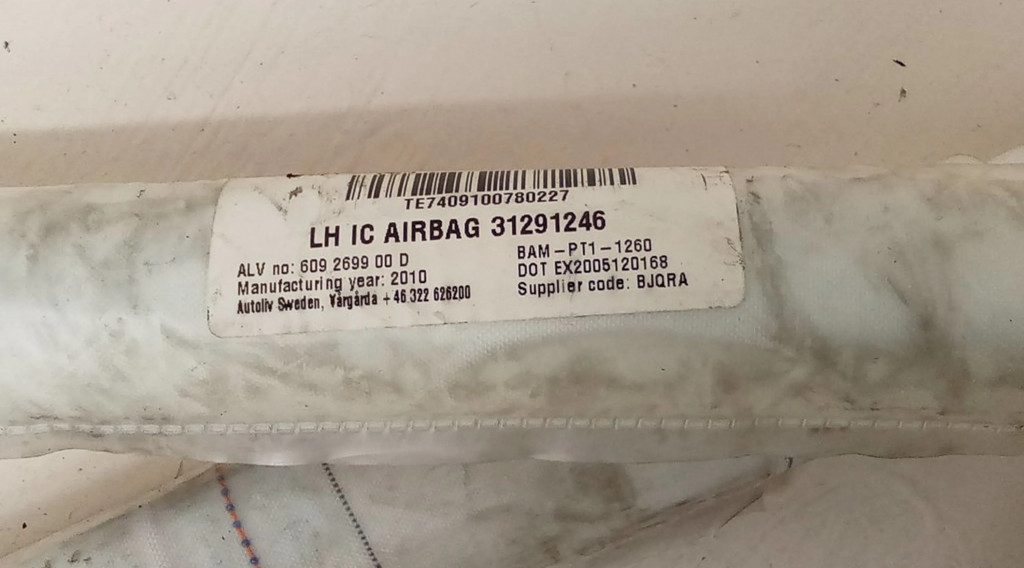 TE7409100780227
LH IC AIRBAG 31291246
ALV no: 609 2699 00 D
Manufacturing year: 2010
Autoliv Sweden, Vårgårda +46 322 626200
BAM-PT1-1260
DOT EX2005120168
Supplier code: BJQRA